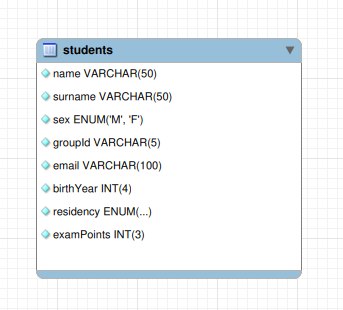 students
name VARCHAR(50)
surname VARCHAR(50)
sex ENUM('M', 'F')
groupId VARCHAR(5)
email VARCHAR(100)
birthYear INT(4)
residency ENUM(...)
examPoints INT(3)